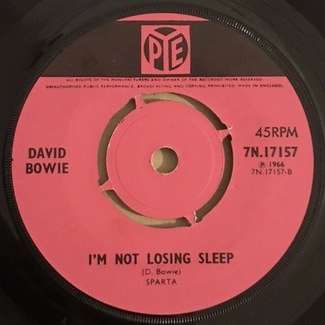 PYE
ALL RIGHTS OF THE MANUFACTURERS AND OWNER OF THE RECORDED WORK RESERVED.
UNAUTHORISED PUBLIC PERFORMANCE, BROADCASTING AND COPYING PROHIBITED. MADE IN ENGLAND.
45RPM
DAVID
BOWIE
7N.17157
℗ 1966
7N.17157-B
I'M NOT LOSING SLEEP
(D. Bowie)
SPARTA